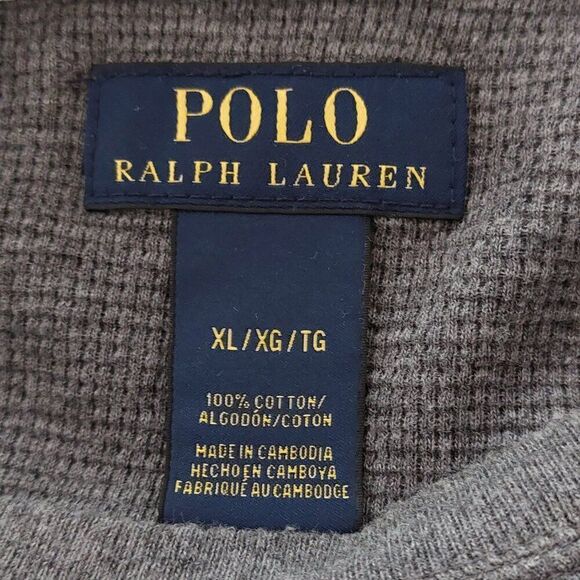 POLO
RALPH LAUREN
XL/XG/TG
100% COTTON/
ALGODÓN/COTON
MADE IN CAMBODIA
HECHO EN CAMBOYA
FABRIQUÉ AU CAMBODGE